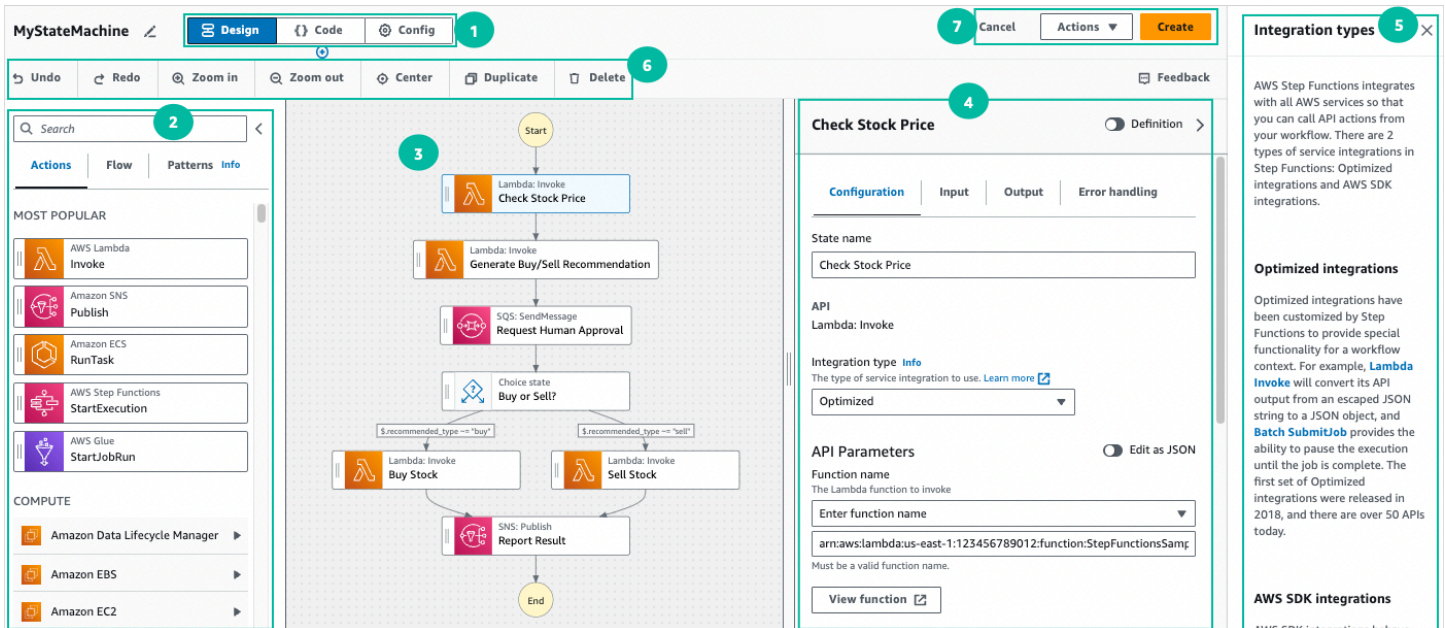 MyStateMachine
Design
{} Code
Config
1
7
Cancel
Actions
Create
Integration types
5
Undo
Redo
Zoom in
Zoom out
Center
Duplicate
Delete
6
Feedback
2
Search
Actions
Flow
Patterns Info
MOST POPULAR
AWS Lambda
Invoke
Amazon SNS
Publish
Amazon ECS
RunTask
AWS Step Functions
StartExecution
AWS Glue
StartJobRun
COMPUTE
Amazon Data Lifecycle Manager
Amazon EBS
Amazon EC2
3
Start
Lambda: Invoke
Check Stock Price
Lambda: Invoke
Generate Buy/Sell Recommendation
SQS: SendMessage
Request Human Approval
Choice state
Buy or Sell?
$.recommended_type == "buy"
$.recommended_type == "sell"
Lambda: Invoke
Buy Stock
Lambda: Invoke
Sell Stock
SNS: Publish
Report Result
End
4
Check Stock Price
Definition
Configuration
Input
Output
Error handling
State name
Check Stock Price
API
Lambda: Invoke
Integration type Info
The type of service integration to use. Learn more
Optimized
API Parameters
Edit as JSON
Function name
The Lambda function to invoke
Enter function name
arn:aws:lambda:us-east-1:123456789012:function:StepFunctionsSamp
Must be a valid function name.
View function
AWS Step Functions integrates
with all AWS services so that
you can call API actions from
your workflow. There are 2
types of service integrations in
Step Functions: Optimized
integrations and AWS SDK
integrations.
Optimized integrations
Optimized integrations have
been customized by Step
Functions to provide special
functionality for a workflow
context. For example, Lambda
Invoke will convert its API
output from an escaped JSON
string to a JSON object, and
Batch SubmitJob provides the
ability to pause the execution
until the job is complete. The
first set of Optimized
integrations were released in
2018, and there are over 50 APIs
today.
AWS SDK integrations